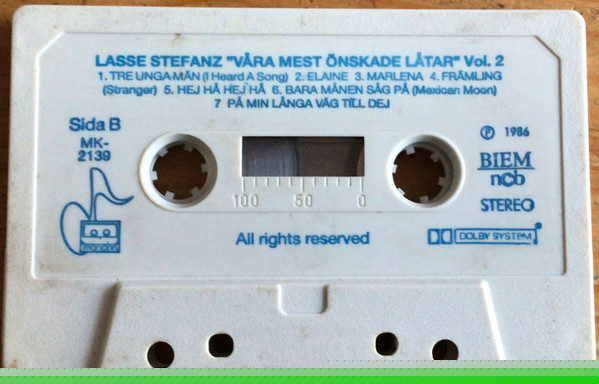 LASSE STEFANZ "VÅRA MEST ÖNSKADE LÅTAR" Vol. 2
1. TRE UNGA MÄN (I Heard A Song) 2. ELAINE 3. MARLENA 4. FRÄMLING
(Stranger) 5. HEJ HÅ HEJ HÅ 6. BARA MÅNEN SÅG PÅ (Mexican Moon)
7 PÅ MIN LÅNGA VÄG TILL DEJ
Sida B
MK-
2139
mariann
100 50 0
All rights reserved
℗ 1986
BIEM
ncb
STEREO
DOLBY SYSTEM